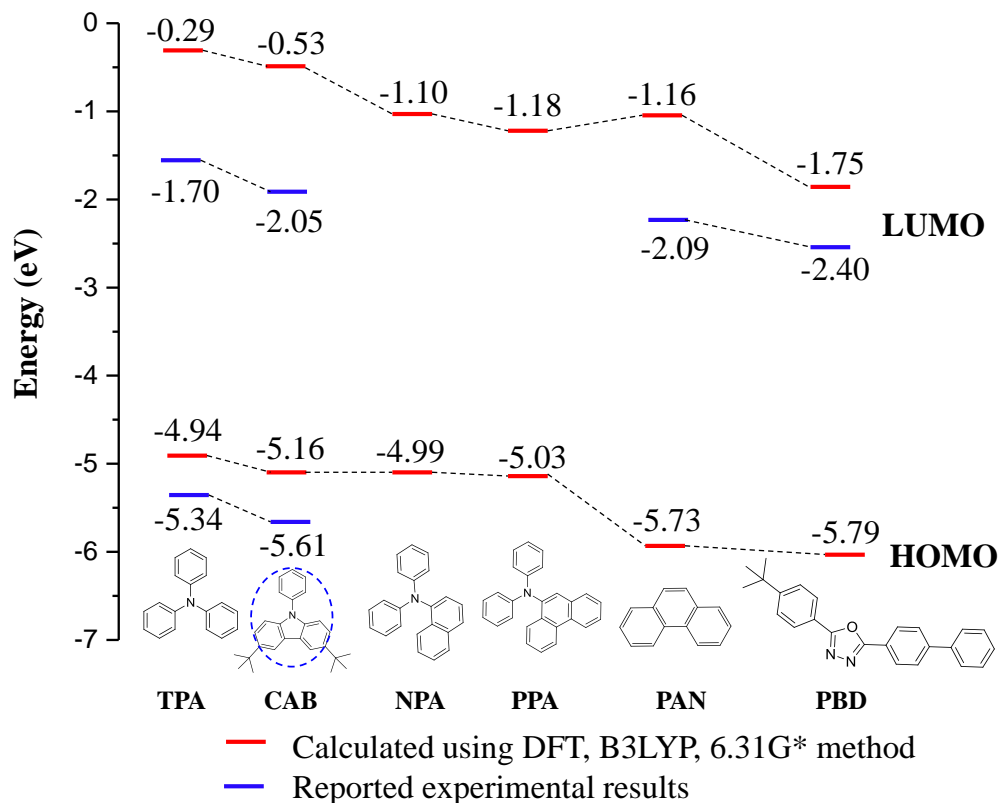 0
-1
-2
-3
-4
-5
-6
-7
Energy (eV)
-0.29
-0.53
-1.10
-1.18
-1.16
-1.75
-1.70
-2.05
-2.09
-2.40
LUMO
-4.94
-5.16
-4.99
-5.03
-5.73
-5.79
-5.34
-5.61
HOMO
N
N
N
N
O
N
N
TPA CAB NPA PPA PAN PBD
Calculated using DFT, B3LYP, 6.31G* method
Reported experimental results